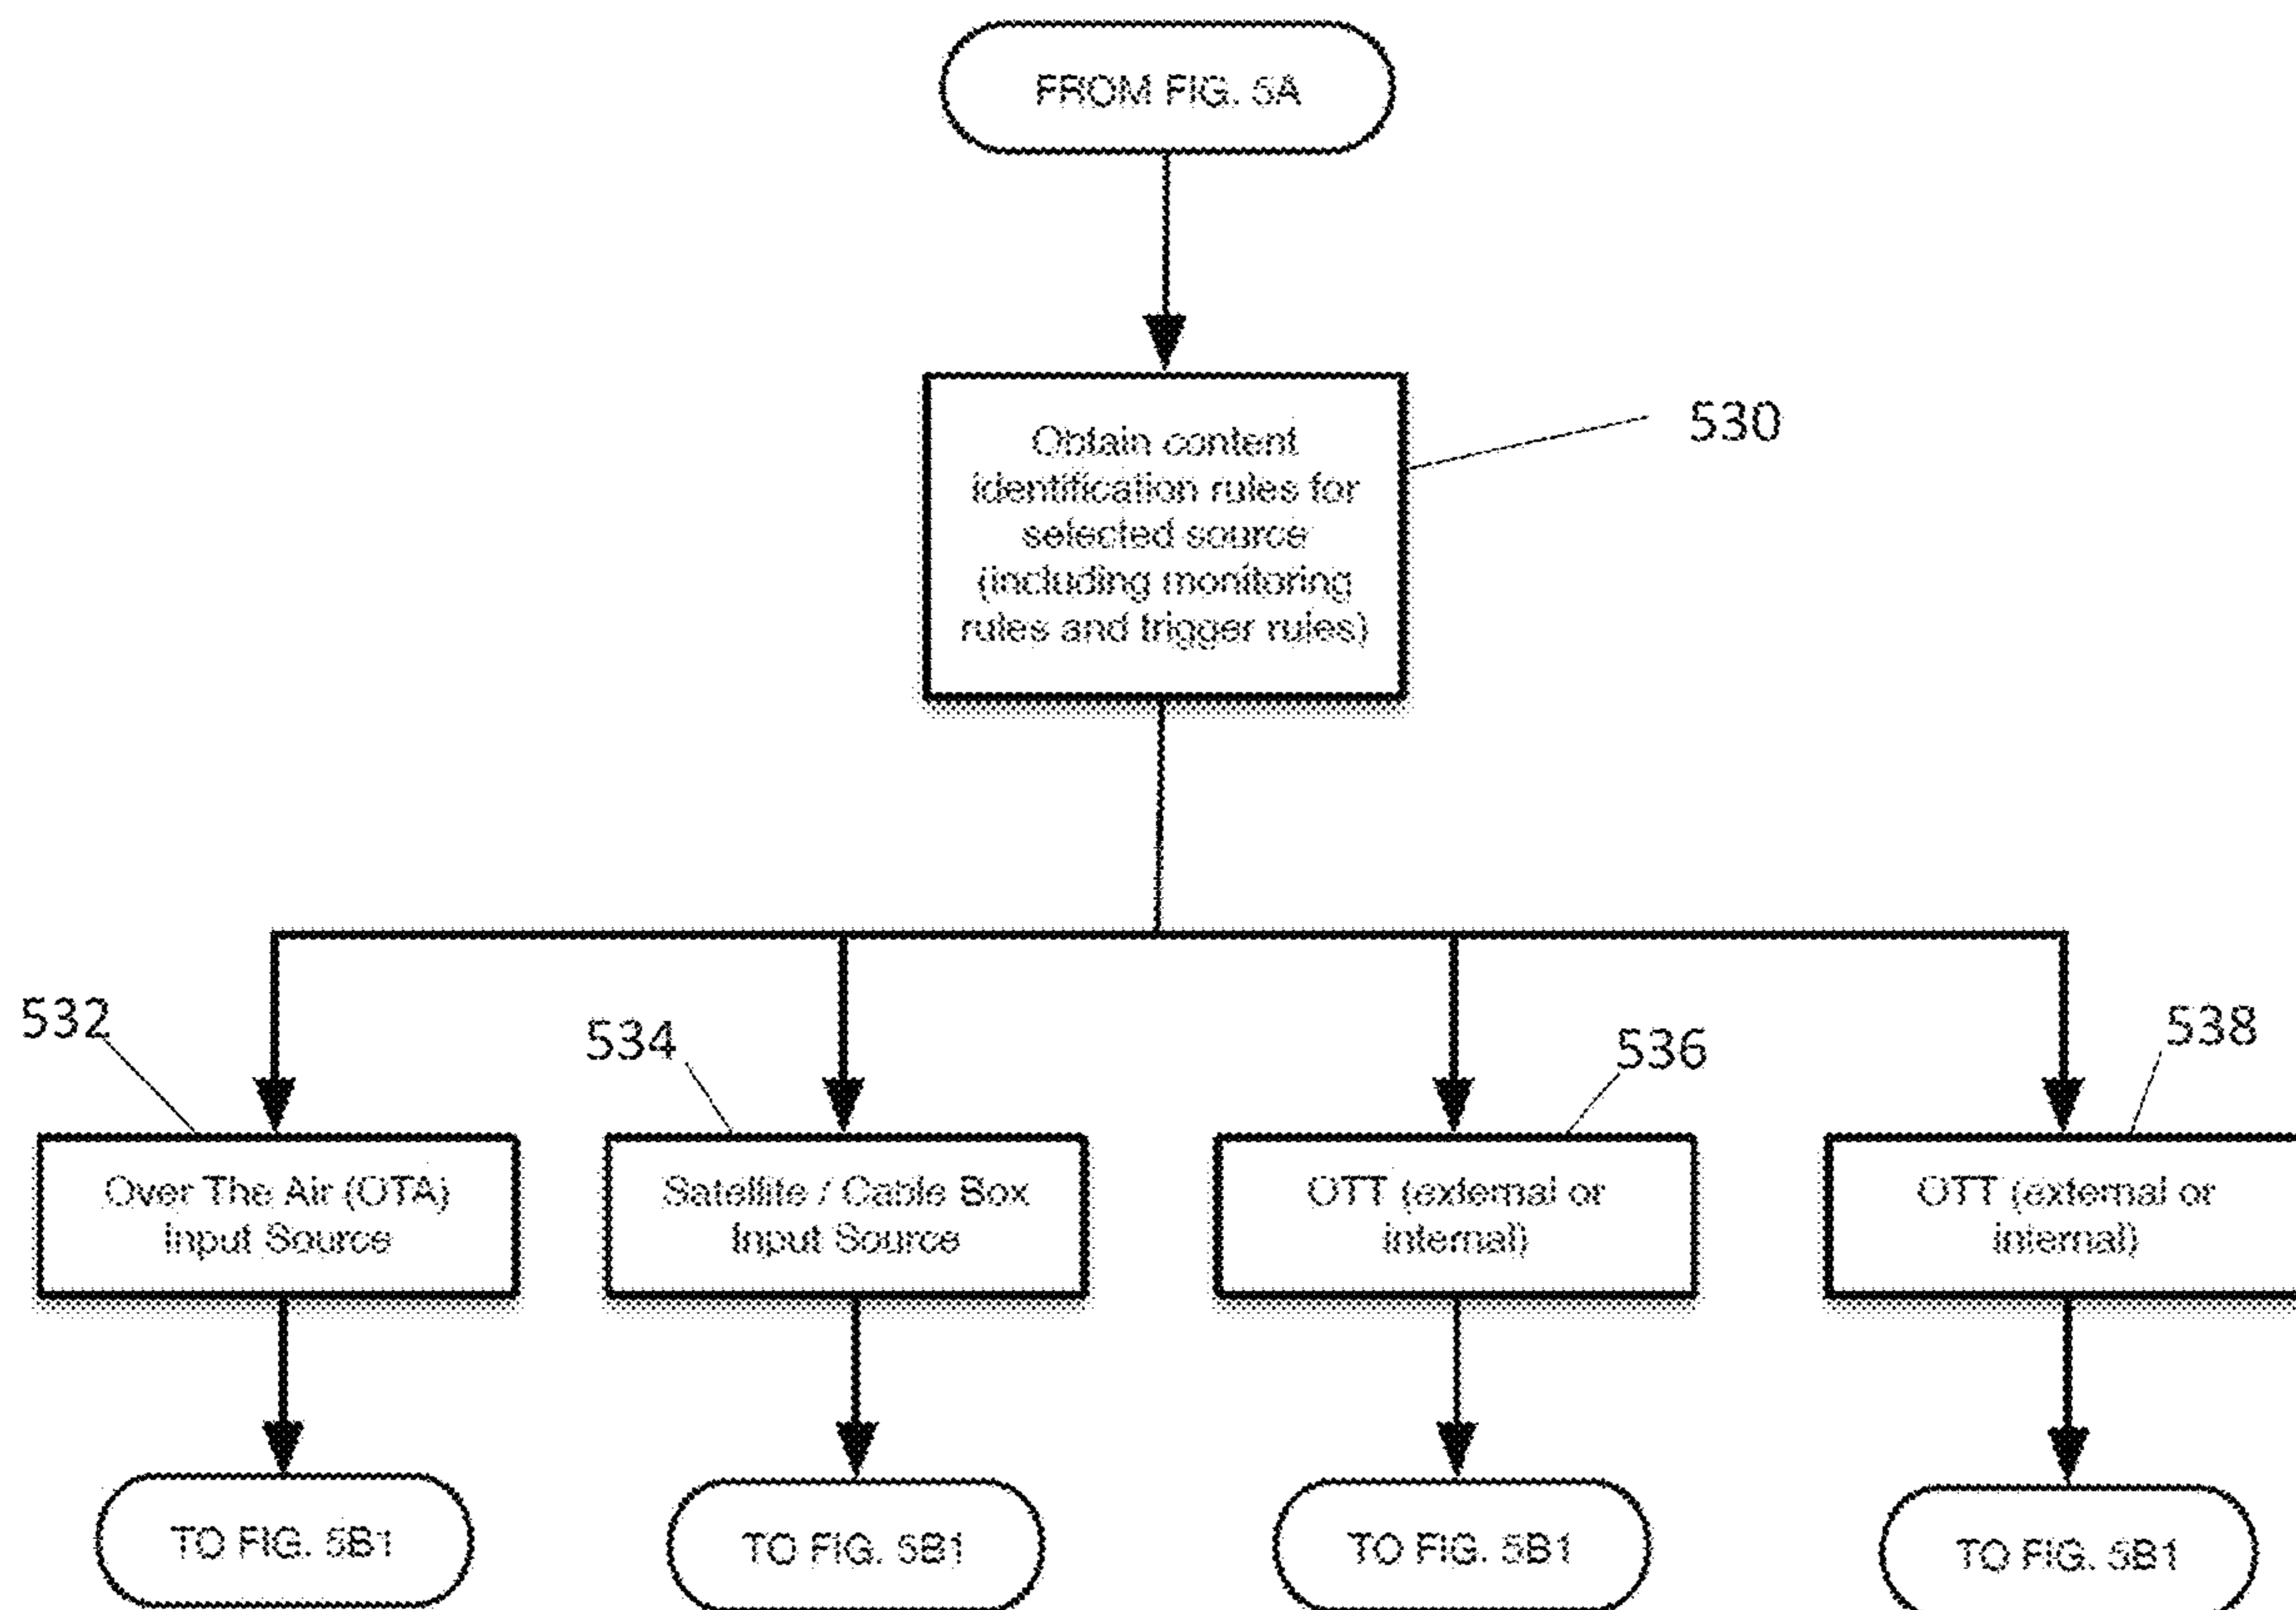 FROM FIG. 5A
Obtain content
identification rules for
selected source
(including monitoring
rules and trigger rules)
530
532
534
536
538
Over The Air (OTA)
Input Source
Satellite / Cable Box
Input Source
OTT (external or
internal)
OTT (external or
internal)
TO FIG. 5B1
TO FIG. 5B1
TO FIG. 5B1
TO FIG. 5B1